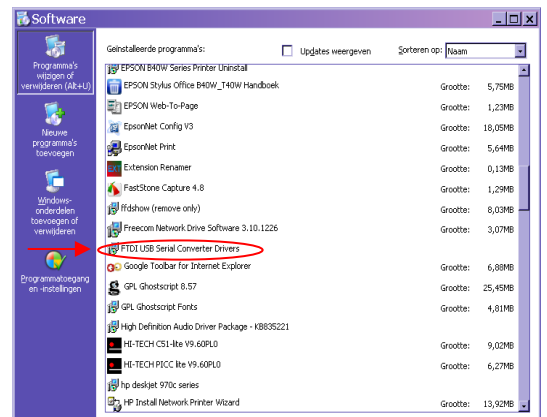 Software
Programma's
wijzigen of
verwijderen (Alt+U)
Nieuwe
programma's
toevoegen
Windows-
onderdelen
toevoegen of
verwijderen
Programmatoegang
en -instellingen
Geïnstalleerde programma's:
Updates weergeven
Sorteren op: Naam
EPSON B40W Series Printer Uninstall
EPSON Stylus Office B40W_T40W Handboek Grootte: 5,75MB
EPSON Web-To-Page Grootte: 1,23MB
EpsonNet Config V3 Grootte: 18,05MB
EpsonNet Print Grootte: 5,64MB
Extension Renamer Grootte: 0,13MB
FastStone Capture 4.8 Grootte: 1,29MB
ffdshow (remove only) Grootte: 8,03MB
Freecom Network Drive Software 3.10.1226 Grootte: 3,07MB
FTDI USB Serial Converter Drivers
Google Toolbar for Internet Explorer Grootte: 6,88MB
GPL Ghostscript 8.57 Grootte: 25,45MB
GPL Ghostscript Fonts Grootte: 4,81MB
High Definition Audio Driver Package - KB835221
HI-TECH C51-lite V9.60PL0 Grootte: 9,02MB
HI-TECH PICC lite V9.60PL0 Grootte: 6,27MB
hp deskjet 970c series
HP Install Network Printer Wizard Grootte: 13,92MB